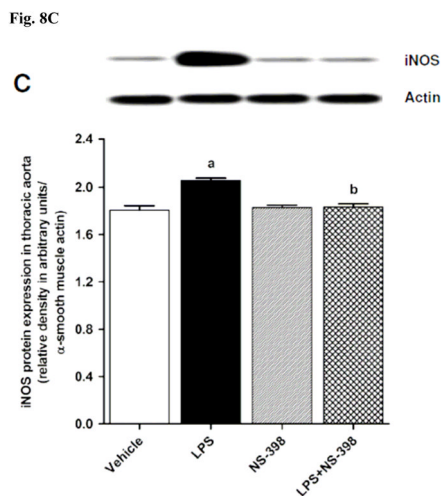 Fig. 8C
iNOS
C
Actin
iNOS protein expression in thoracic aorta
(relative density in arbitrary units/
α-smooth muscle actin)
2.4
2.0
1.6
1.2
0.8
0.4
0.0
a
b
Vehicle
LPS
NS-398
LPS+NS-398